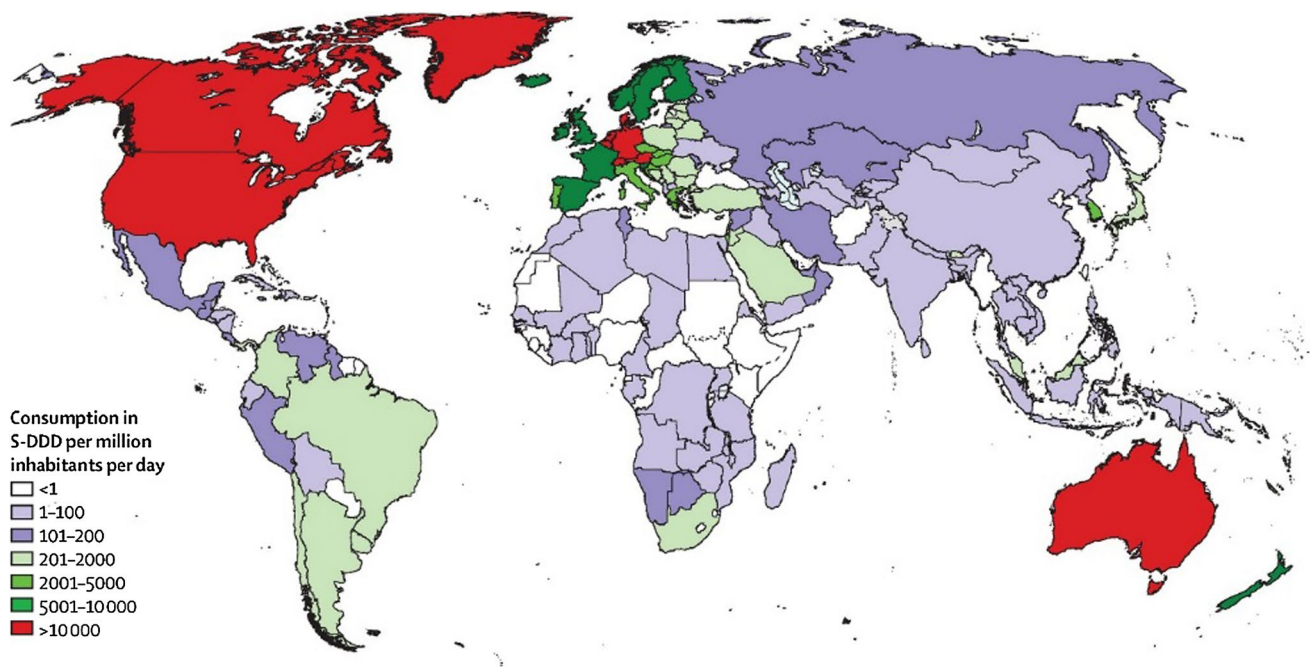 Consumption in
S-DDD per million
inhabitants per day
<1
1–100
101–200
201–2000
2001–5000
5001–10 000
>10 000